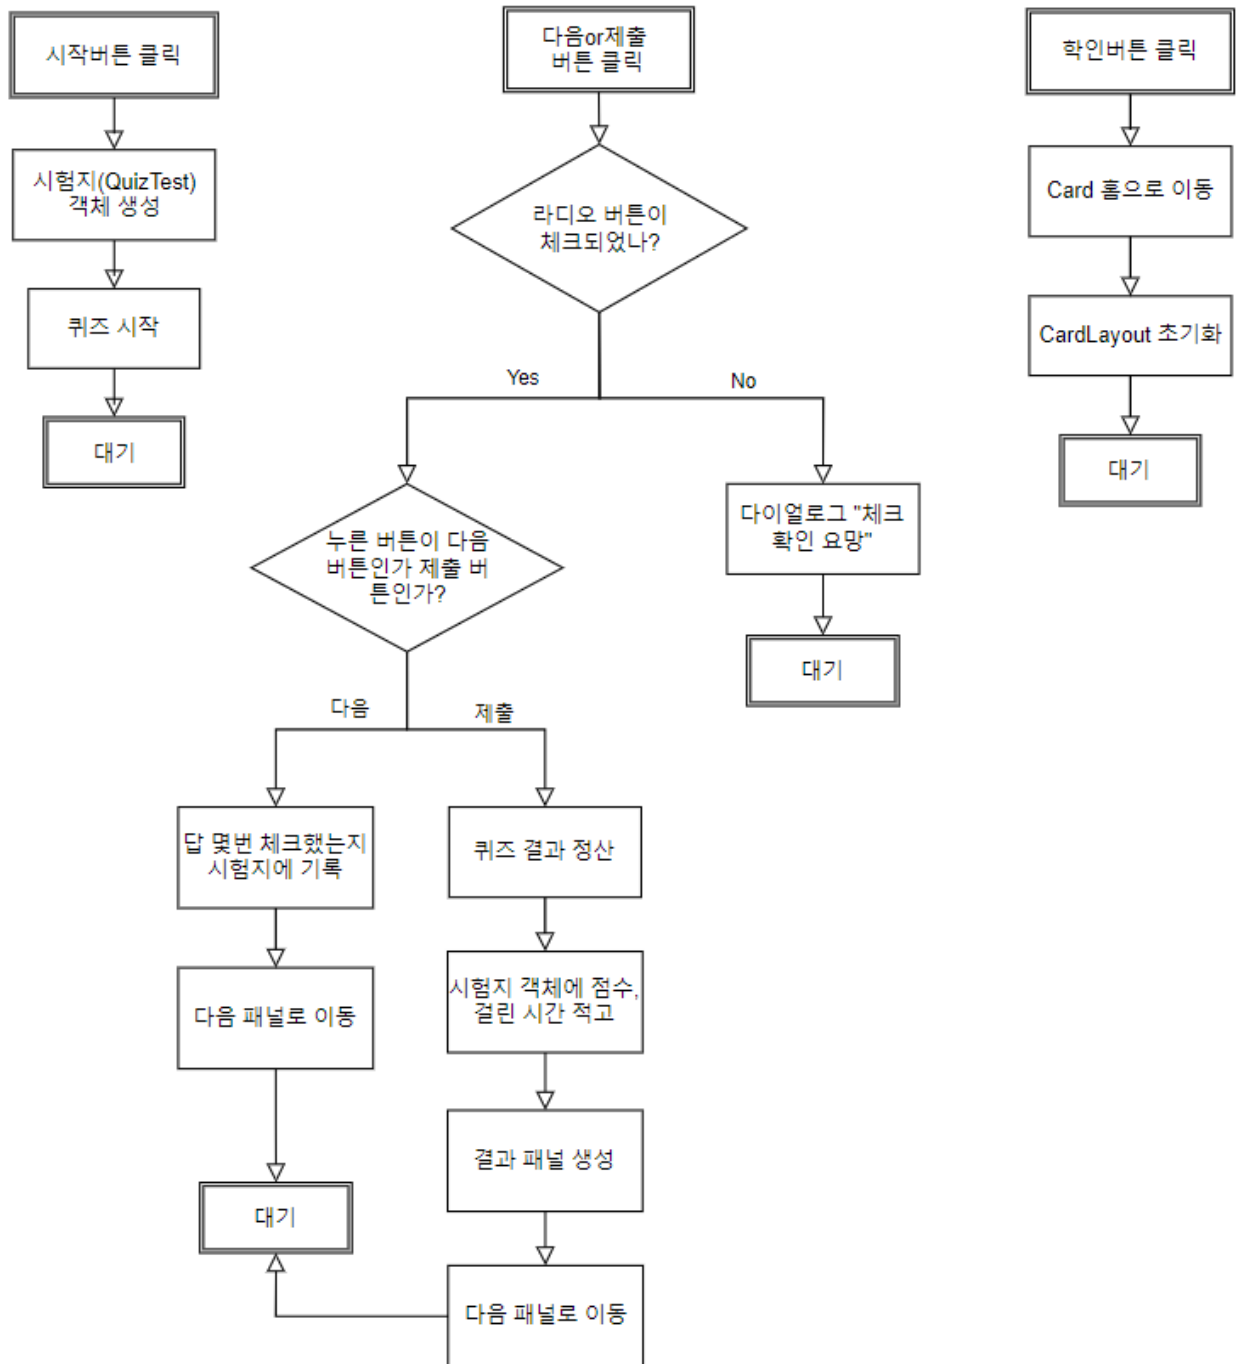 시작버튼 클릭
시험지(QuizTest)
객체 생성
퀴즈 시작
대기
다음or제출
버튼 클릭
라디오 버튼이
체크되었나?
Yes
No
누른 버튼이 다음
버튼인가 제출 버
튼인가?
다이얼로그 "체크
확인 요망"
대기
다음
제출
답 몇번 체크했는지
시험지에 기록
다음 패널로 이동
대기
퀴즈 결과 정산
시험지 객체에 점수,
걸린 시간 적고
결과 패널 생성
다음 패널로 이동
학인버튼 클릭
Card 홈으로 이동
CardLayout 초기화
대기